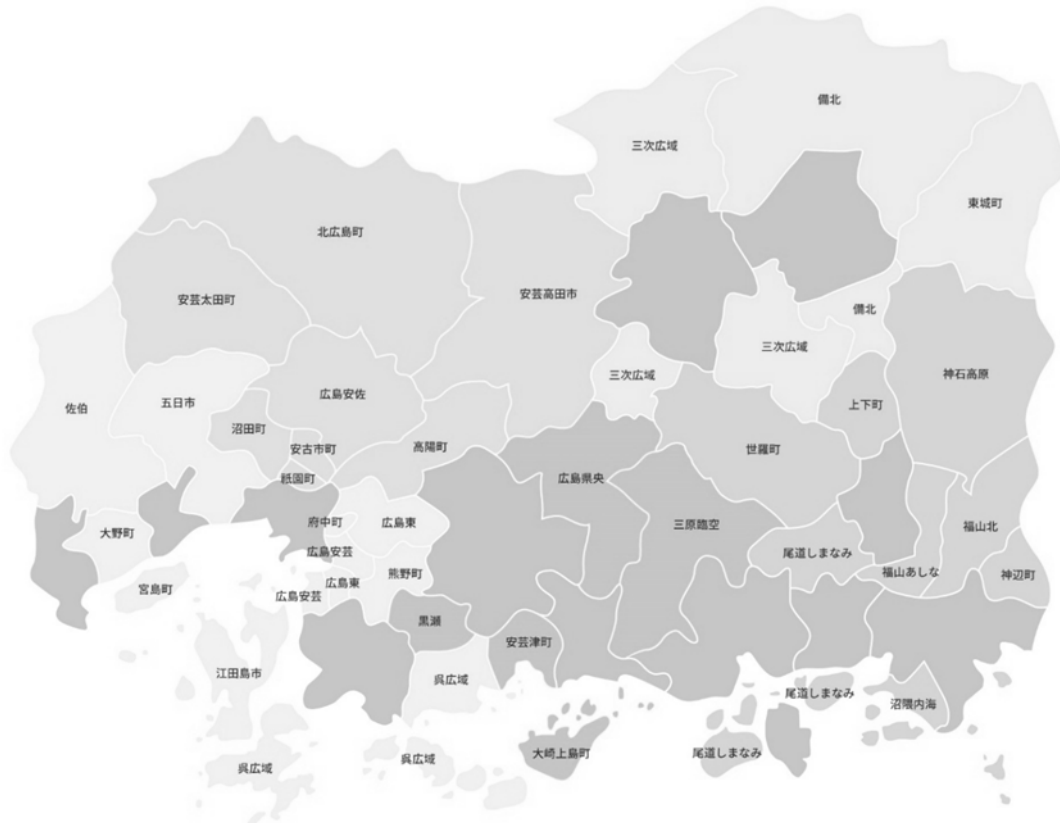 備北
三次広域
東城町
北広島町
安芸高田市
安芸太田町
備北
三次広域
神石高原
三次広域
広島安佐
上下町
五日市
佐伯
沼田町
安古市町
高陽町
世羅町
祇園町
広島県央
府中町
広島東
三原臨空
福山北
大野町
広島安芸
尾道しまなみ
熊野町
福山あしな
神辺町
広島東
宮島町
広島安芸
黒瀬
安芸津町
江田島市
呉広域
尾道しまなみ
沼隈内海
大崎上島町
尾道しまなみ
呉広域
呉広域